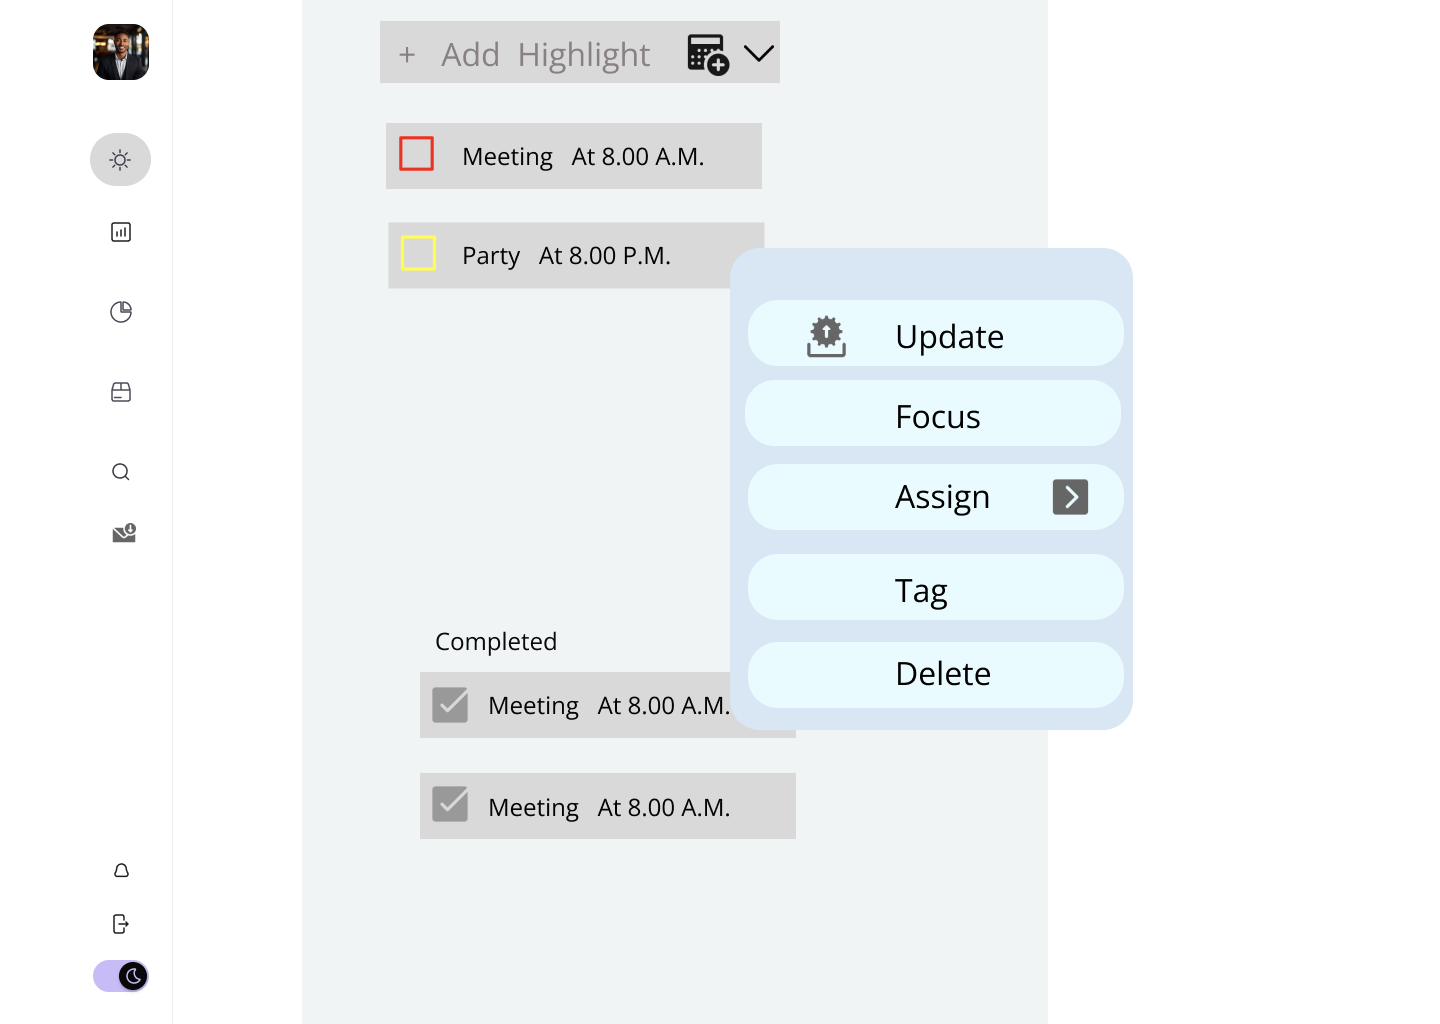 + Add Highlight
Meeting At 8.00 A.M.
Party At 8.00 P.M.
Update
Focus
Assign
Tag
Delete
Completed
Meeting At 8.00 A.M.
Meeting At 8.00 A.M.